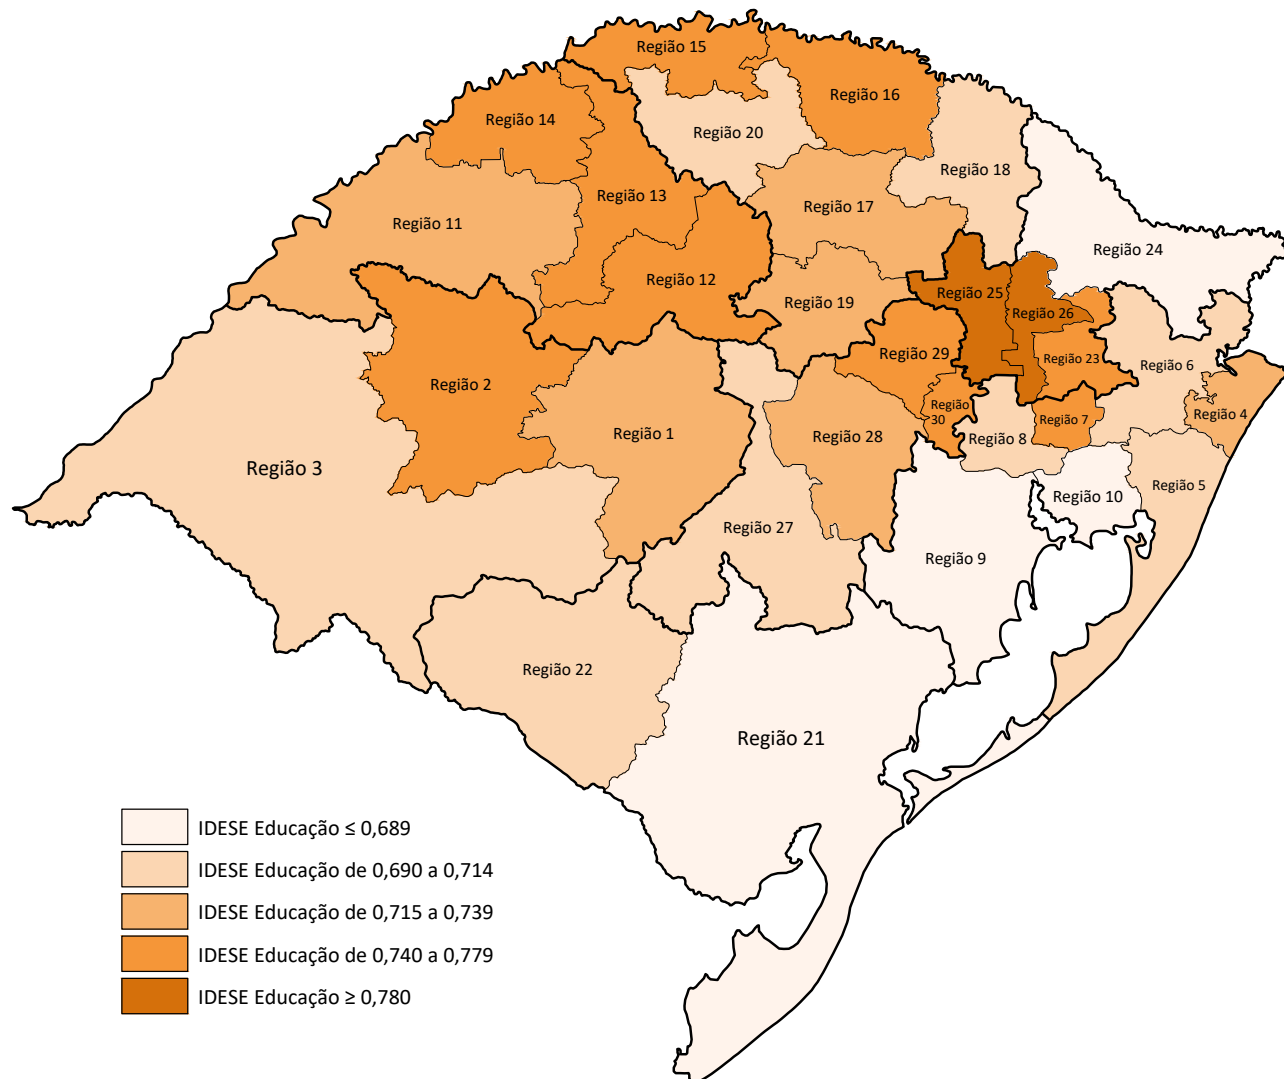 Região 15
Região 16
Região 14
Região 20
Região 18
Região 13
Região 17
Região 11
Região 24
Região 12
Região 25
Região 19
Região 26
Região 29
Região 23
Região 6
Região 2
Região
30
Região 4
Região 7
Região 1
Região 28
Região 8
Região 3
Região 5
Região 10
Região 27
Região 9
Região 22
Região 21
IDESE Educação ≤ 0,689
IDESE Educação de 0,690 a 0,714
IDESE Educação de 0,715 a 0,739
IDESE Educação de 0,740 a 0,779
IDESE Educação ≥ 0,780